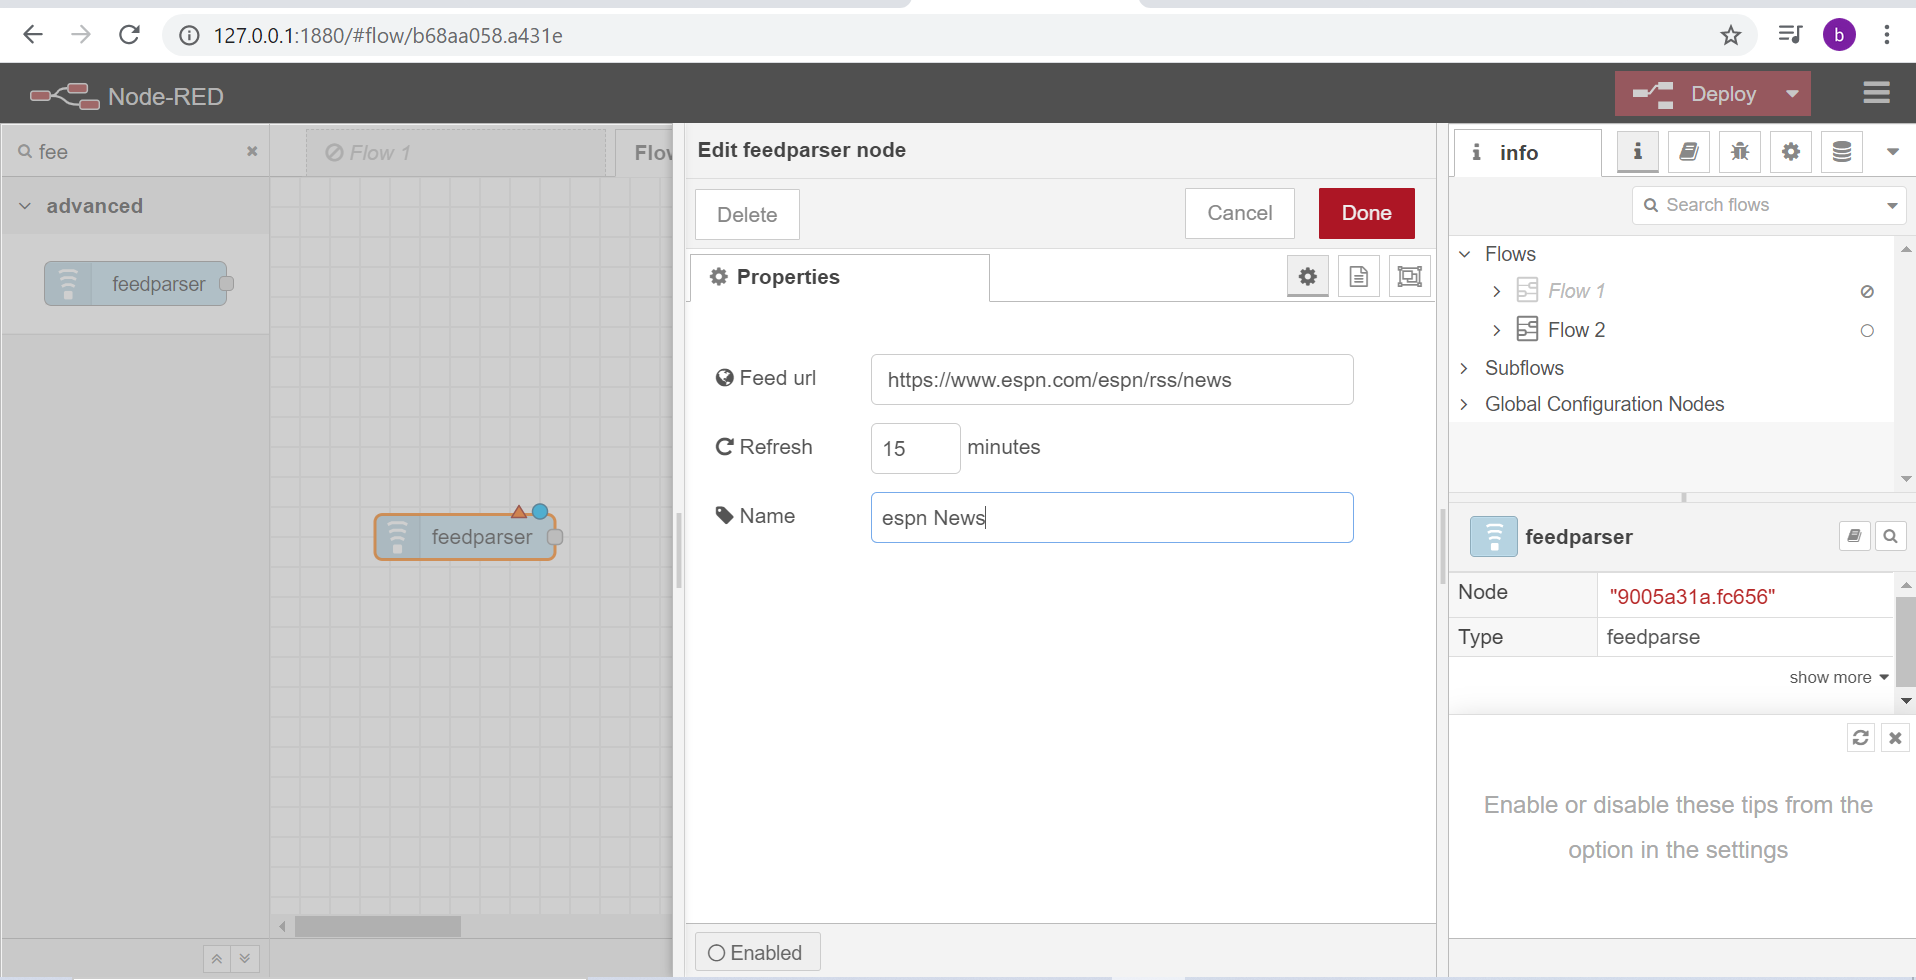 127.0.0.1:1880/#flow/b68aa058.a431e
b
Node-RED
Deploy
fee
advanced
feedparser
Flow 1
Flow
feedparser
Edit feedparser node
Delete
Cancel
Done
Properties
Feed url
https://www.espn.com/espn/rss/news
Refresh
15
minutes
Name
espn News
Enabled
i
info
i
Search flows
Flows
Flow 1
Flow 2
Subflows
Global Configuration Nodes
feedparser
Node
"9005a31a.fc656"
Type
feedparse
show more
Enable or disable these tips from the
option in the settings